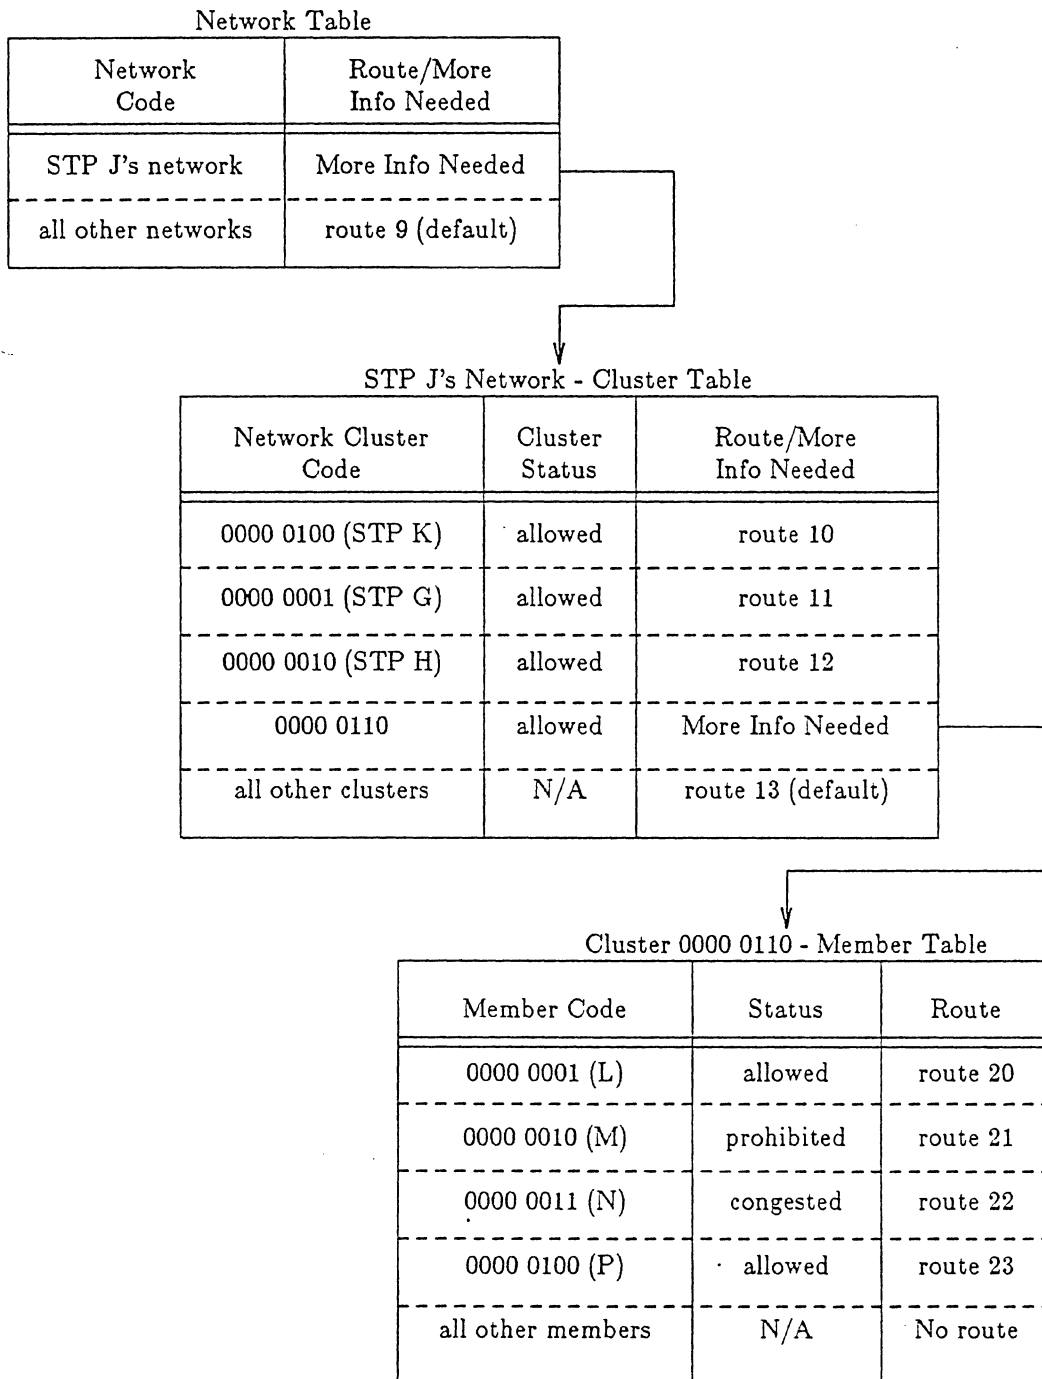 Network Table
Network Code Route/More Info Needed
STP J's network More Info Needed
all other networks route 9 (default)
STP J's Network - Cluster Table
Network Cluster Code Cluster Status Route/More Info Needed
0000 0100 (STP K) allowed route 10
0000 0001 (STP G) allowed route 11
0000 0010 (STP H) allowed route 12
0000 0110 allowed More Info Needed
all other clusters N/A route 13 (default)
Cluster 0000 0110 - Member Table
Member Code Status Route
0000 0001 (L) allowed route 20
0000 0010 (M) prohibited route 21
0000 0011 (N) congested route 22
0000 0100 (P) allowed route 23
all other members N/A No route